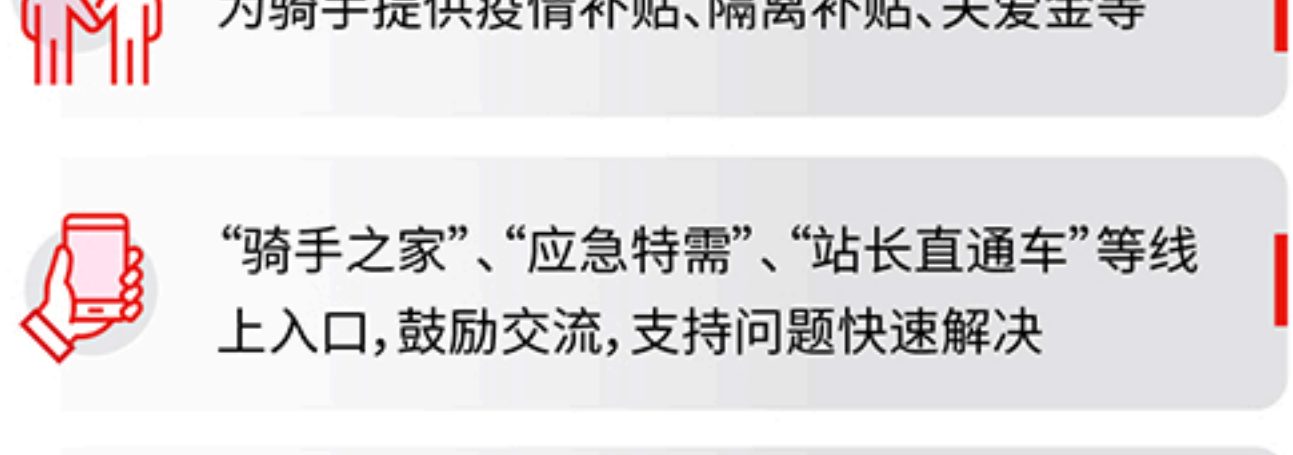 为骑手提供疫情补贴、隔离补贴、关爱金等
“骑手之家”、“应急特需”、“站长直通车”等线
上入口,鼓励交流,支持问题快速解决